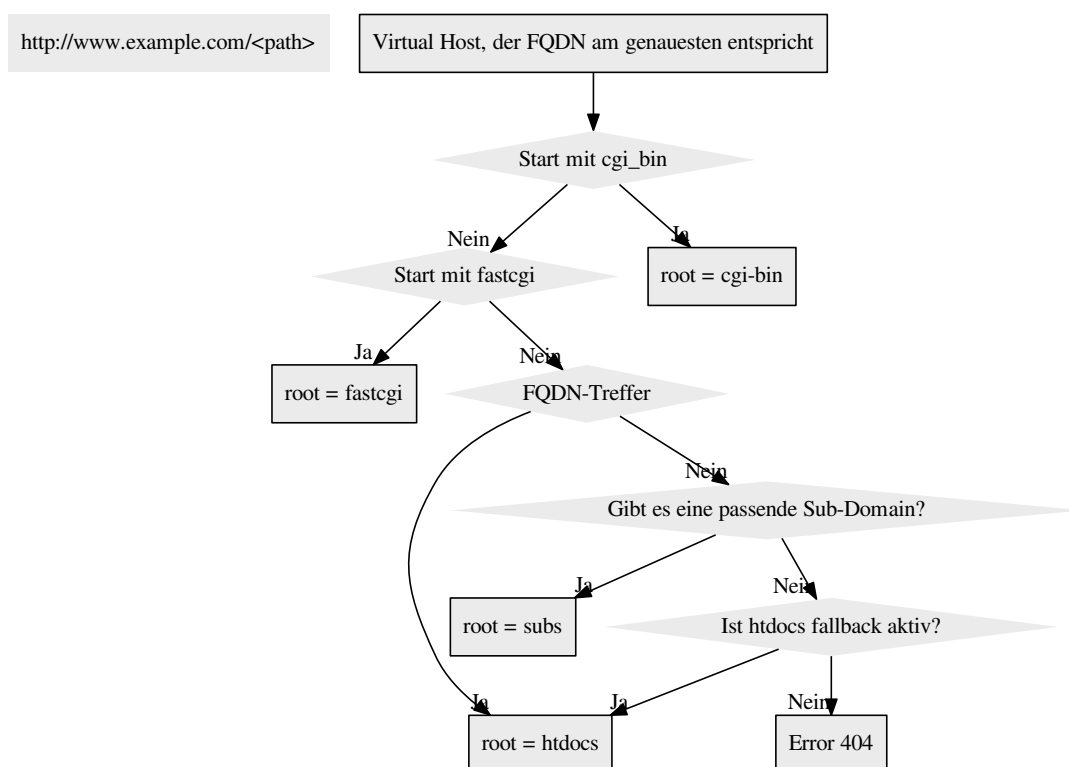 http://www.example.com/<path>
Virtual Host, der FQDN am genauesten entspricht
Start mit cgi_bin
Nein
Ja
Start mit fastcgi
root = cgi-bin
Ja
Nein
root = fastcgi
FQDN-Treffer
Nein
Gibt es eine passende Sub-Domain?
Ja
Nein
root = subs
Ist htdocs fallback aktiv?
Ja
Ja
Nein
root = htdocs
Error 404